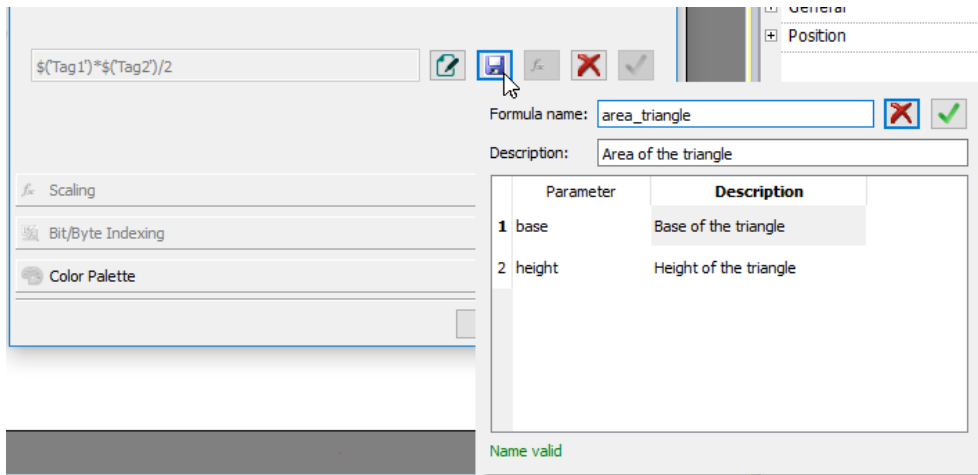 General
Position
$('Tag1')*$('Tag2')/2
Formula name: area_triangle
Description: Area of the triangle
Parameter Description
1 base Base of the triangle
2 height Height of the triangle
Name valid
Scaling
Bit/Byte Indexing
Color Palette